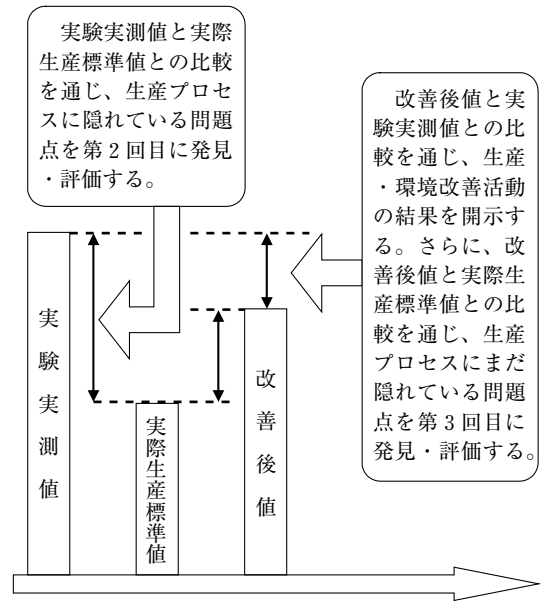 実験実測値と実際
生産標準値との比較
を通じ、生産プロセ
スに隠れている問題
点を第２回目に発見
・評価する。
　改善後値と実
験実測値との比
較を通じ、生産
・環境改善活動
の結果を開示す
る。さらに、改
善後値と実際生
産標準値との比
較を通じ、生産
プロセスにまだ
隠れている問題
点を第３回目に
発見・評価する。
実験実測値
実際生産標準値
改善後値